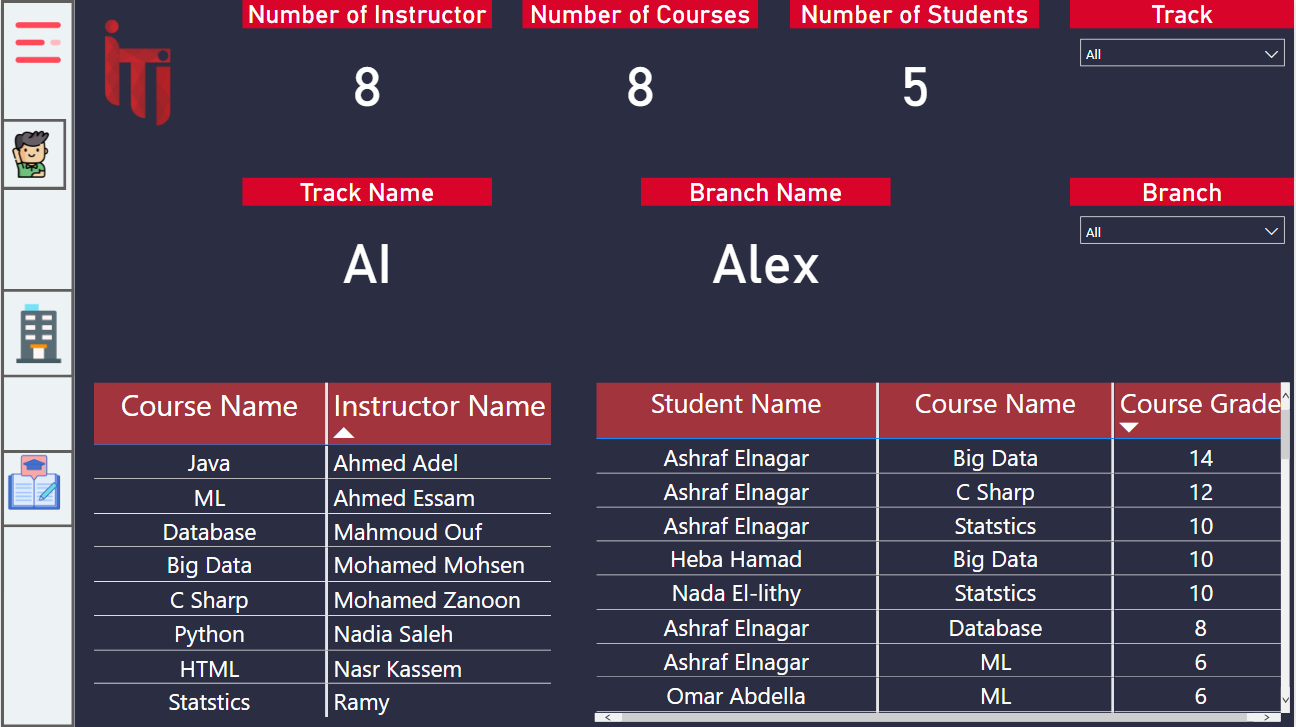 Number of Instructor
Number of Courses
Number of Students
Track
iTi
8
8
5
All
Track Name
Branch Name
Branch
AI
Alex
All
Course Name Instructor Name
Java Ahmed Adel
ML Ahmed Essam
Database Mahmoud Ouf
Big Data Mohamed Mohsen
C Sharp Mohamed Zanoon
Python Nadia Saleh
HTML Nasr Kassem
Statstics Ramy
Student Name Course Name Course Grade
Ashraf Elnagar Big Data 14
Ashraf Elnagar C Sharp 12
Ashraf Elnagar Statstics 10
Heba Hamad Big Data 10
Nada El-lithy Statstics 10
Ashraf Elnagar Database 8
Ashraf Elnagar ML 6
Omar Abdella ML 6